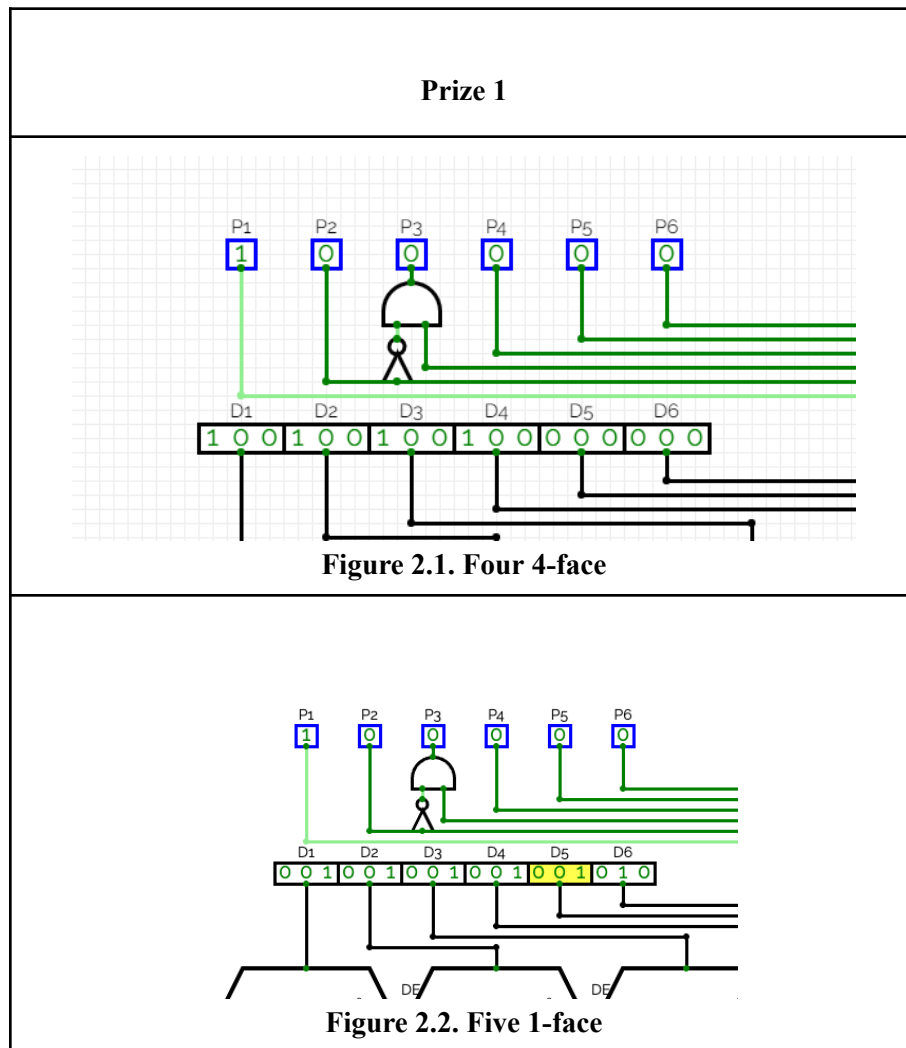 Prize 1
P1 P2 P3 P4 P5 P6
1 0 0 0 0 0
D1 D2 D3 D4 D5 D6
1 0 0 1 0 0 1 0 0 1 0 0 0 0 0 0 0 0
Figure 2.1. Four 4-face
P1 P2 P3 P4 P5 P6
1 0 0 0 0 0
D1 D2 D3 D4 D5 D6
0 0 1 0 0 1 0 0 1 0 0 1 0 0 1 0 1 0
DE DE
Figure 2.2. Five 1-face